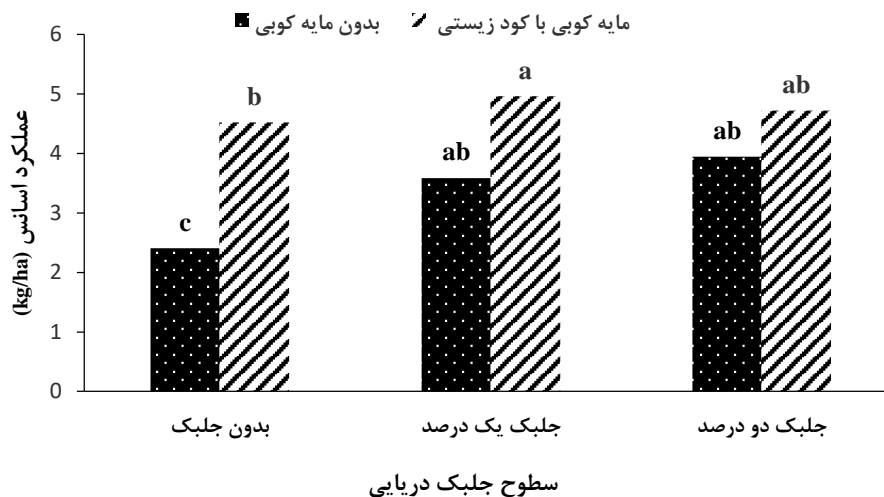 مایه کوبی با کود زیستی بدون مایه کوبی
عملکرد اسانس (kg/ha)
6
5
4
3
2
1
0
c b ab a ab ab
بدون جلبک جلبک یک درصد جلبک دو درصد
سطوح جلبک دریایی